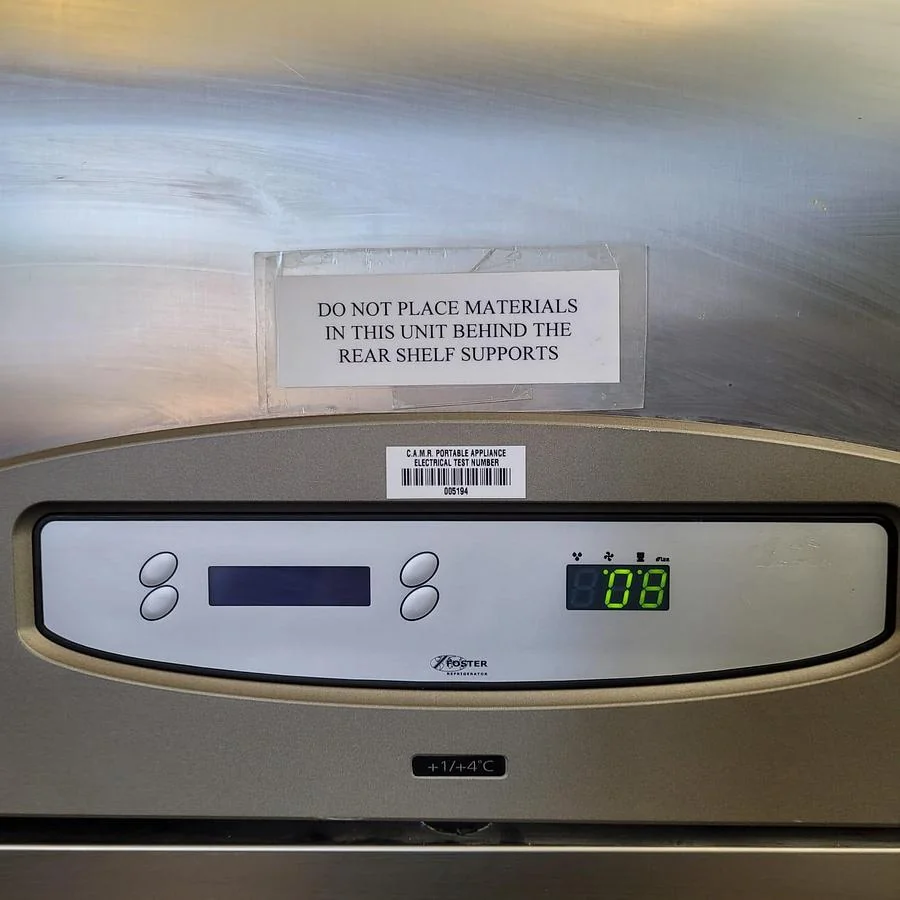 DO NOT PLACE MATERIALS
IN THIS UNIT BEHIND THE
REAR SHELF SUPPORTS
C.A.M.R. PORTABLE APPLIANCE
ELECTRICAL TEST NUMBER
005194
08
FOSTER
REFRIGERATOR
+1/+4°C